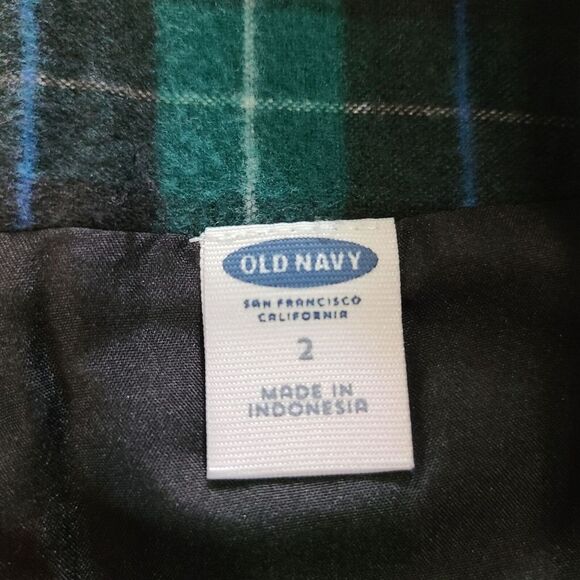 OLD NAVY
SAN FRANCISCO
CALIFORNIA
2
MADE IN
INDONESIA